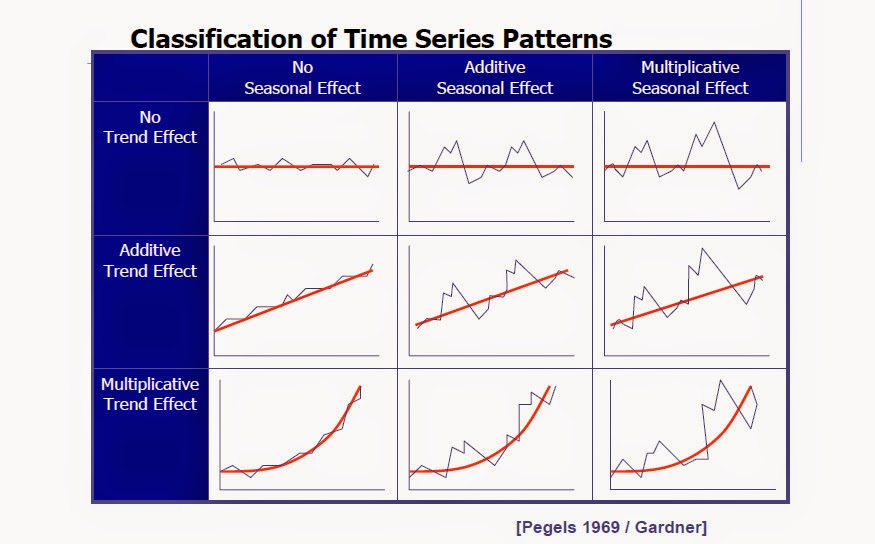 Classification of Time Series Patterns
No
Seasonal Effect
Additive
Seasonal Effect
Multiplicative
Seasonal Effect
No
Trend Effect
Additive
Trend Effect
Multiplicative
Trend Effect
[Pegels 1969 / Gardner]